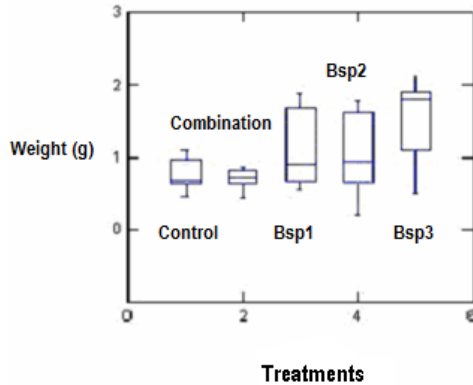 3
Bsp2
2
Combination
Weight (g)
1
0
Control
Bsp1
Bsp3
0
2
4
6
Treatments